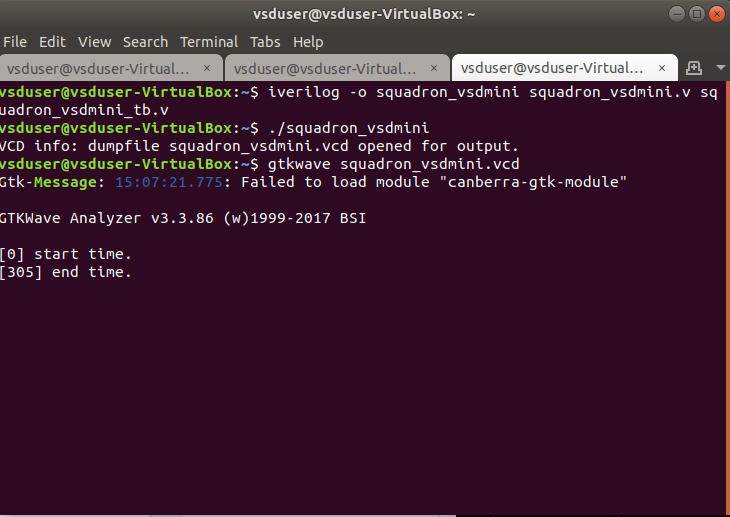 vsduser@vsduser-VirtualBox: ~
File Edit View Search Terminal Tabs Help
vsduser@vsduser-Virtual... × vsduser@vsduser-Virtual... × vsduser@vsduser-Virtual... ×
vsduser@vsduser-VirtualBox:~$ iverilog -o squadron_vsdmini squadron_vsdmini.v sq
uadron_vsdmini_tb.v
vsduser@vsduser-VirtualBox:~$ ./squadron_vsdmini
VCD info: dumpfile squadron_vsdmini.vcd opened for output.
vsduser@vsduser-VirtualBox:~$ gtkwave squadron_vsdmini.vcd
Gtk-Message: 15:07:21.775: Failed to load module "canberra-gtk-module"
GTKWave Analyzer v3.3.86 (w)1999-2017 BSI
[0] start time.
[305] end time.